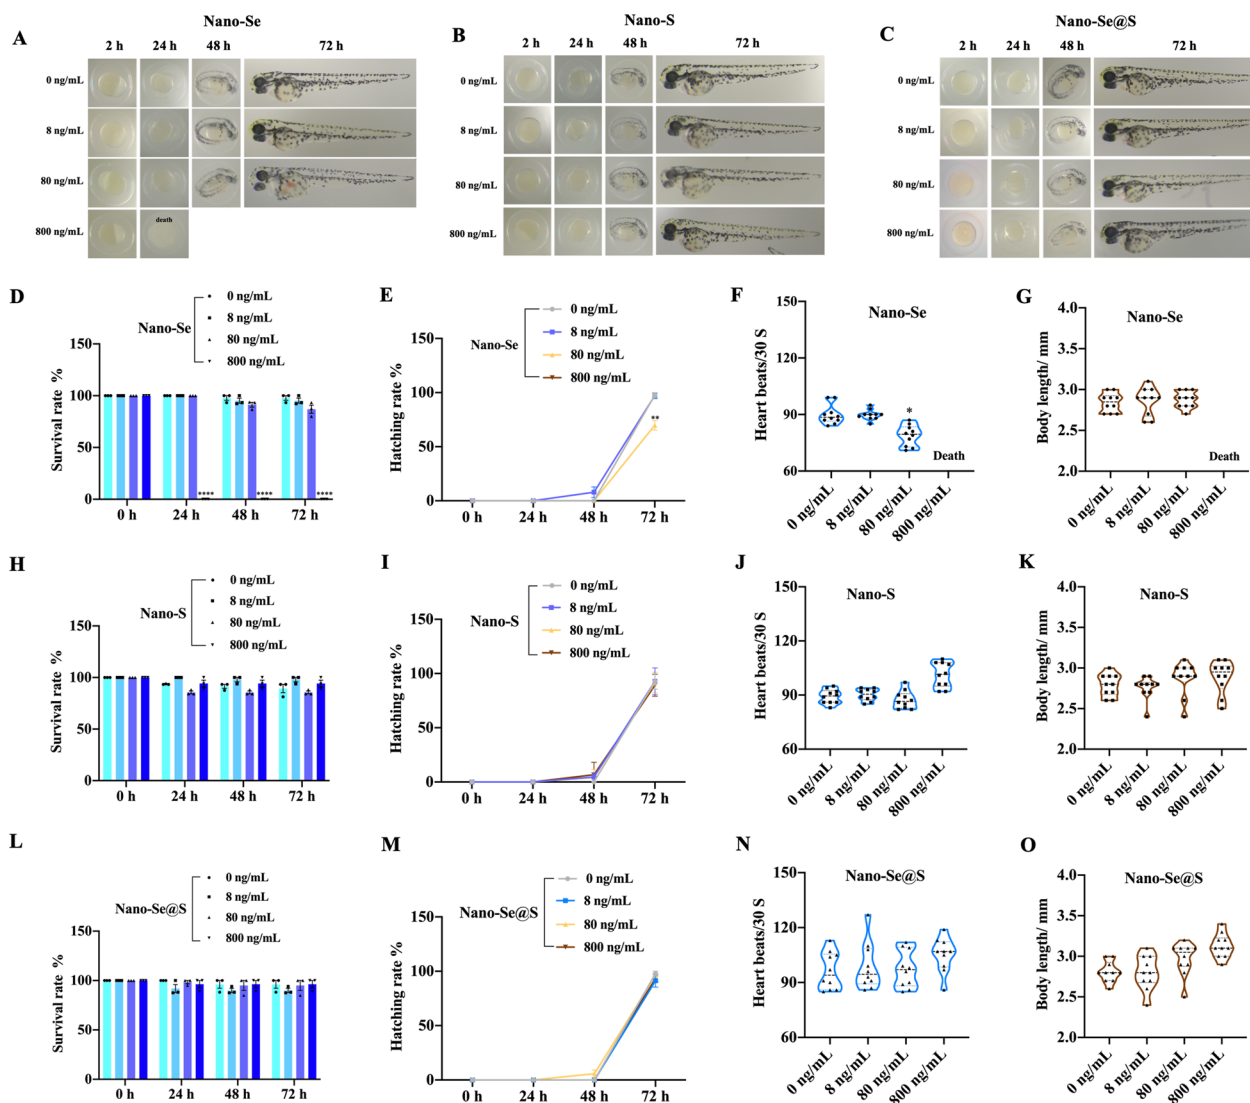 Nano-Se
Nano-S
Nano-Se@S
A
2 h 24 h 48 h 72 h
0 ng/mL
8 ng/mL
80 ng/mL
800 ng/mL
death
B
2 h 24 h 48 h 72 h
0 ng/mL
8 ng/mL
80 ng/mL
800 ng/mL
C
2 h 24 h 48 h 72 h
0 ng/mL
8 ng/mL
80 ng/mL
800 ng/mL
D
Nano-Se
0 ng/mL
8 ng/mL
80 ng/mL
800 ng/mL
Survival rate %
150
100
50
0
**** **** ****
0 h 24 h 48 h 72 h
E
Nano-Se
0 ng/mL
8 ng/mL
80 ng/mL
800 ng/mL
Hatching rate %
150
100
50
0
**
0 h 24 h 48 h 72 h
F
Nano-Se
Heart beats/30 S
150
120
90
60
*
Death
0 ng/mL 8 ng/mL 80 ng/mL 800 ng/mL
G
Nano-Se
Body length/ mm
4.0
3.5
3.0
2.5
2.0
Death
0 ng/mL 8 ng/mL 80 ng/mL 800 ng/mL
H
Nano-S
0 ng/mL
8 ng/mL
80 ng/mL
800 ng/mL
Survival rate %
150
100
50
0
0 h 24 h 48 h 72 h
I
Nano-S
0 ng/mL
8 ng/mL
80 ng/mL
800 ng/mL
Hatching rate %
150
100
50
0
0 h 24 h 48 h 72 h
J
Nano-S
Heart beats/30 S
150
120
90
60
0 ng/mL 8 ng/mL 80 ng/mL 800 ng/mL
K
Nano-S
Body length/ mm
4.0
3.5
3.0
2.5
2.0
0 ng/mL 8 ng/mL 80 ng/mL 800 ng/mL
L
Nano-Se@S
0 ng/mL
8 ng/mL
80 ng/mL
800 ng/mL
Survival rate %
150
100
50
0
0 h 24 h 48 h 72 h
M
Nano-Se@S
0 ng/mL
8 ng/mL
80 ng/mL
800 ng/mL
Hatching rate %
150
100
50
0
0 h 24 h 48 h 72 h
N
Nano-Se@S
Heart beats/30 S
150
120
90
60
0 ng/mL 8 ng/mL 80 ng/mL 800 ng/mL
O
Nano-Se@S
Body length/ mm
4.0
3.5
3.0
2.5
2.0
0 ng/mL 8 ng/mL 80 ng/mL 800 ng/mL